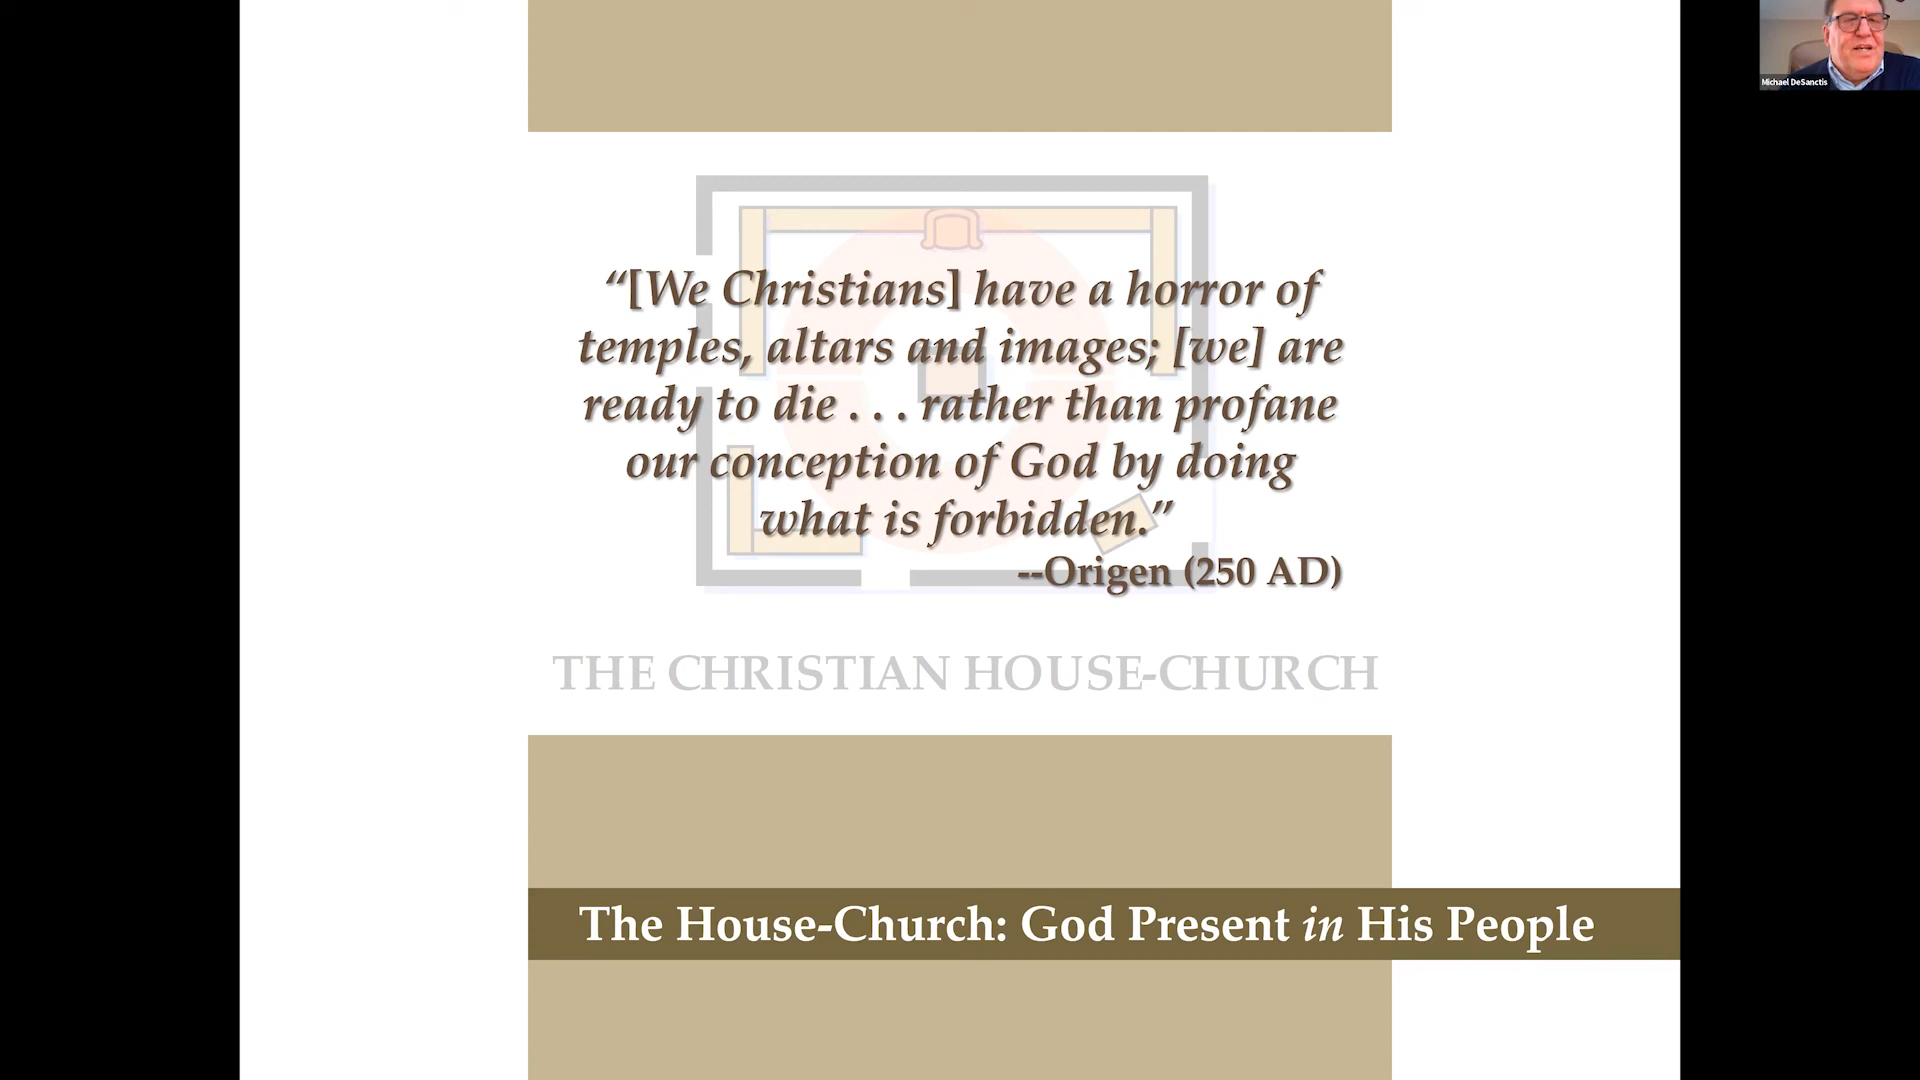 Michael DeSanctis
“[We Christians] have a horror of
temples, altars and images; [we] are
ready to die . . . rather than profane
our conception of God by doing
what is forbidden.”
--Origen (250 AD)
THE CHRISTIAN HOUSE-CHURCH
The House-Church: God Present in His People